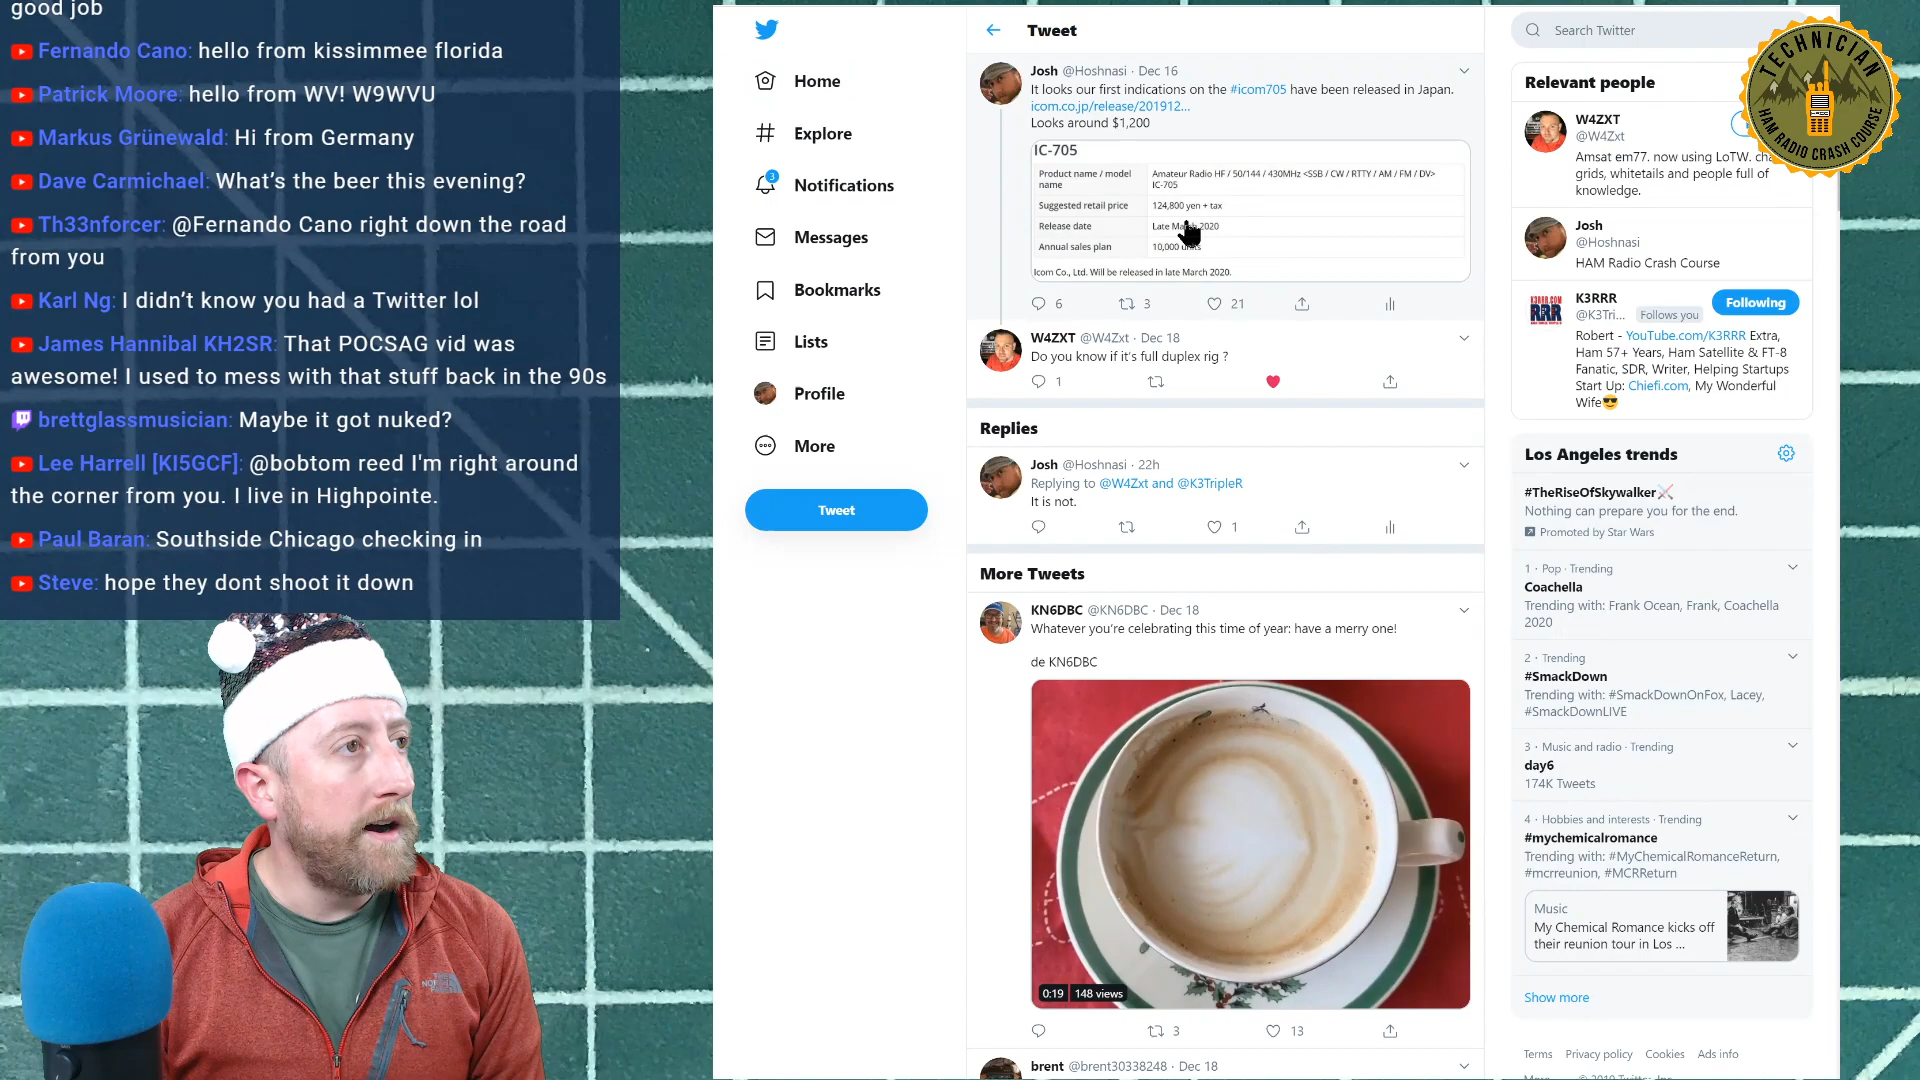 good job
Fernando Cano: hello from kissimmee florida
Patrick Moore: hello from WV! W9WVU
Markus Grünewald: Hi from Germany
Dave Carmichael: What's the beer this evening?
Th33nforcer: @Fernando Cano right down the road
from you
Karl Ng: I didn't know you had a Twitter lol
James Hannibal KH2SR: That POCSAG vid was
awesome! I used to mess with that stuff back in the 90s
brettglassmusician: Maybe it got nuked?
Lee Harrell [KI5GCF]: @bobtom reed I'm right around
the corner from you. I live in Highpointe.
Paul Baran: Southside Chicago checking in
Steve: hope they dont shoot it down
Home
Explore
3
Notifications
Messages
Bookmarks
Lists
Profile
More
Tweet
Tweet
Josh @Hoshnasi · Dec 16
It looks our first indications on the #icom705 have been released in Japan.
icom.co.jp/release/201912...
Looks around $1,200
IC-705
Product name / model
name
Amateur Radio HF / 50/144 / 430MHz <SSB / CW / RTTY / AM / FM / DV>
IC-705
Suggested retail price
124,800 yen + tax
Release date
Late March 2020
Annual sales plan
10,000
Icom Co., Ltd. Will be released in late March 2020.
6 3 21
W4ZXT @W4Zxt · Dec 18
Do you know if it's full duplex rig ?
1
Replies
Josh @Hoshnasi · 22h
Replying to @W4Zxt and @K3TripleR
It is not.
1
More Tweets
KN6DBC @KN6DBC · Dec 18
Whatever you're celebrating this time of year: have a merry one!
de KN6DBC
0:19 148 views
3 13
brent @brent30338248 · Dec 18
Search Twitter
Relevant people
W4ZXT
@W4Zxt
Amsat em77. now using LoTW.
grids, whitetails and people full of
knowledge.
Josh
@Hoshnasi
HAM Radio Crash Course
K3RRR
@K3Tri... Follows you
Following
Robert - YouTube.com/K3RRR Extra,
Ham 57+ Years, Ham Satellite & FT-8
Fanatic, SDR, Writer, Helping Startups
Start Up: Chiefi.com, My Wonderful
Wife😎
Los Angeles trends
#TheRiseOfSkywalker
Nothing can prepare you for the end.
Promoted by Star Wars
1 · Pop · Trending
Coachella
Trending with: Frank Ocean, Frank, Coachella
2020
2 · Trending
#SmackDown
Trending with: #SmackDownOnFox, Lacey,
#SmackDownLIVE
3 · Music and radio · Trending
day6
174K Tweets
4 · Hobbies and interests · Trending
#mychemicalromance
Trending with: #MyChemicalRomanceReturn,
#mcrreunion, #MCRReturn
Music
My Chemical Romance kicks off
their reunion tour in Los ...
Show more
Terms Privacy policy Cookies Ads info
TECHNICIAN
HAM RADIO CRASH COURSE
K3RRR.COM
RRR